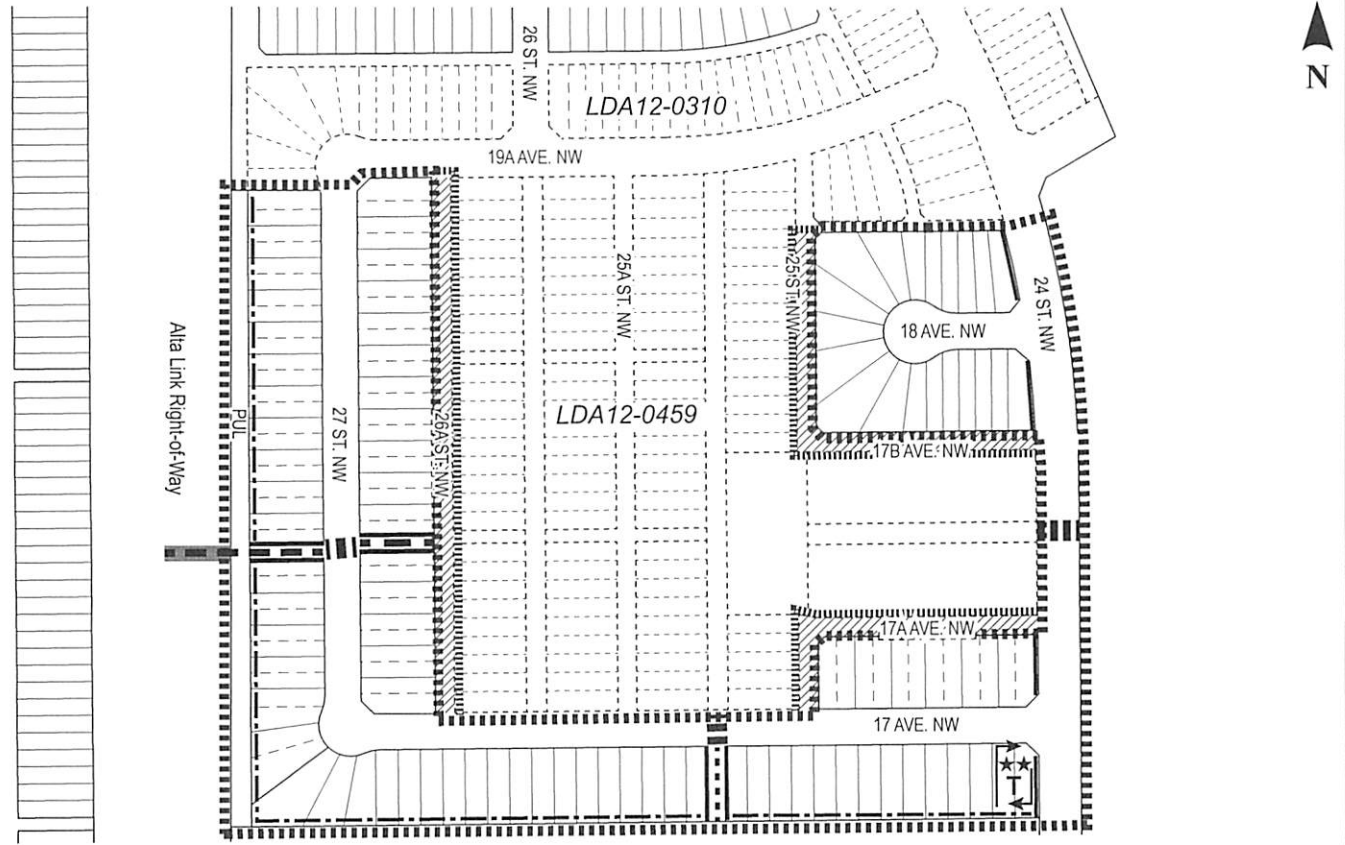 26 ST. NW
N
LDA12-0310
19A AVE. NW
25A ST. NW
25 ST. NW
24 ST. NW
18 AVE. NW
Alta Link Right-of-Way
PUL
27 ST. NW
26A ST. NW
LDA12-0459
17B AVE. NW
17A AVE. NW
17 AVE. NW
T